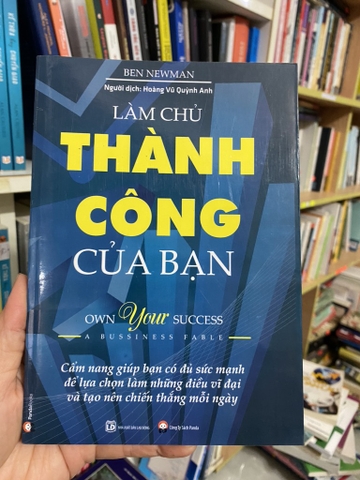 BEN NEWMAN
Người dịch: Hoàng Vũ Quỳnh Anh
LÀM CHỦ
THÀNH
CÔNG
CỦA BẠN
OWN Your SUCCESS
A BUSSINESS FABLE
Cẩm nang giúp bạn có đủ sức mạnh
để lựa chọn làm những điều vĩ đại
và tạo nên chiến thắng mỗi ngày